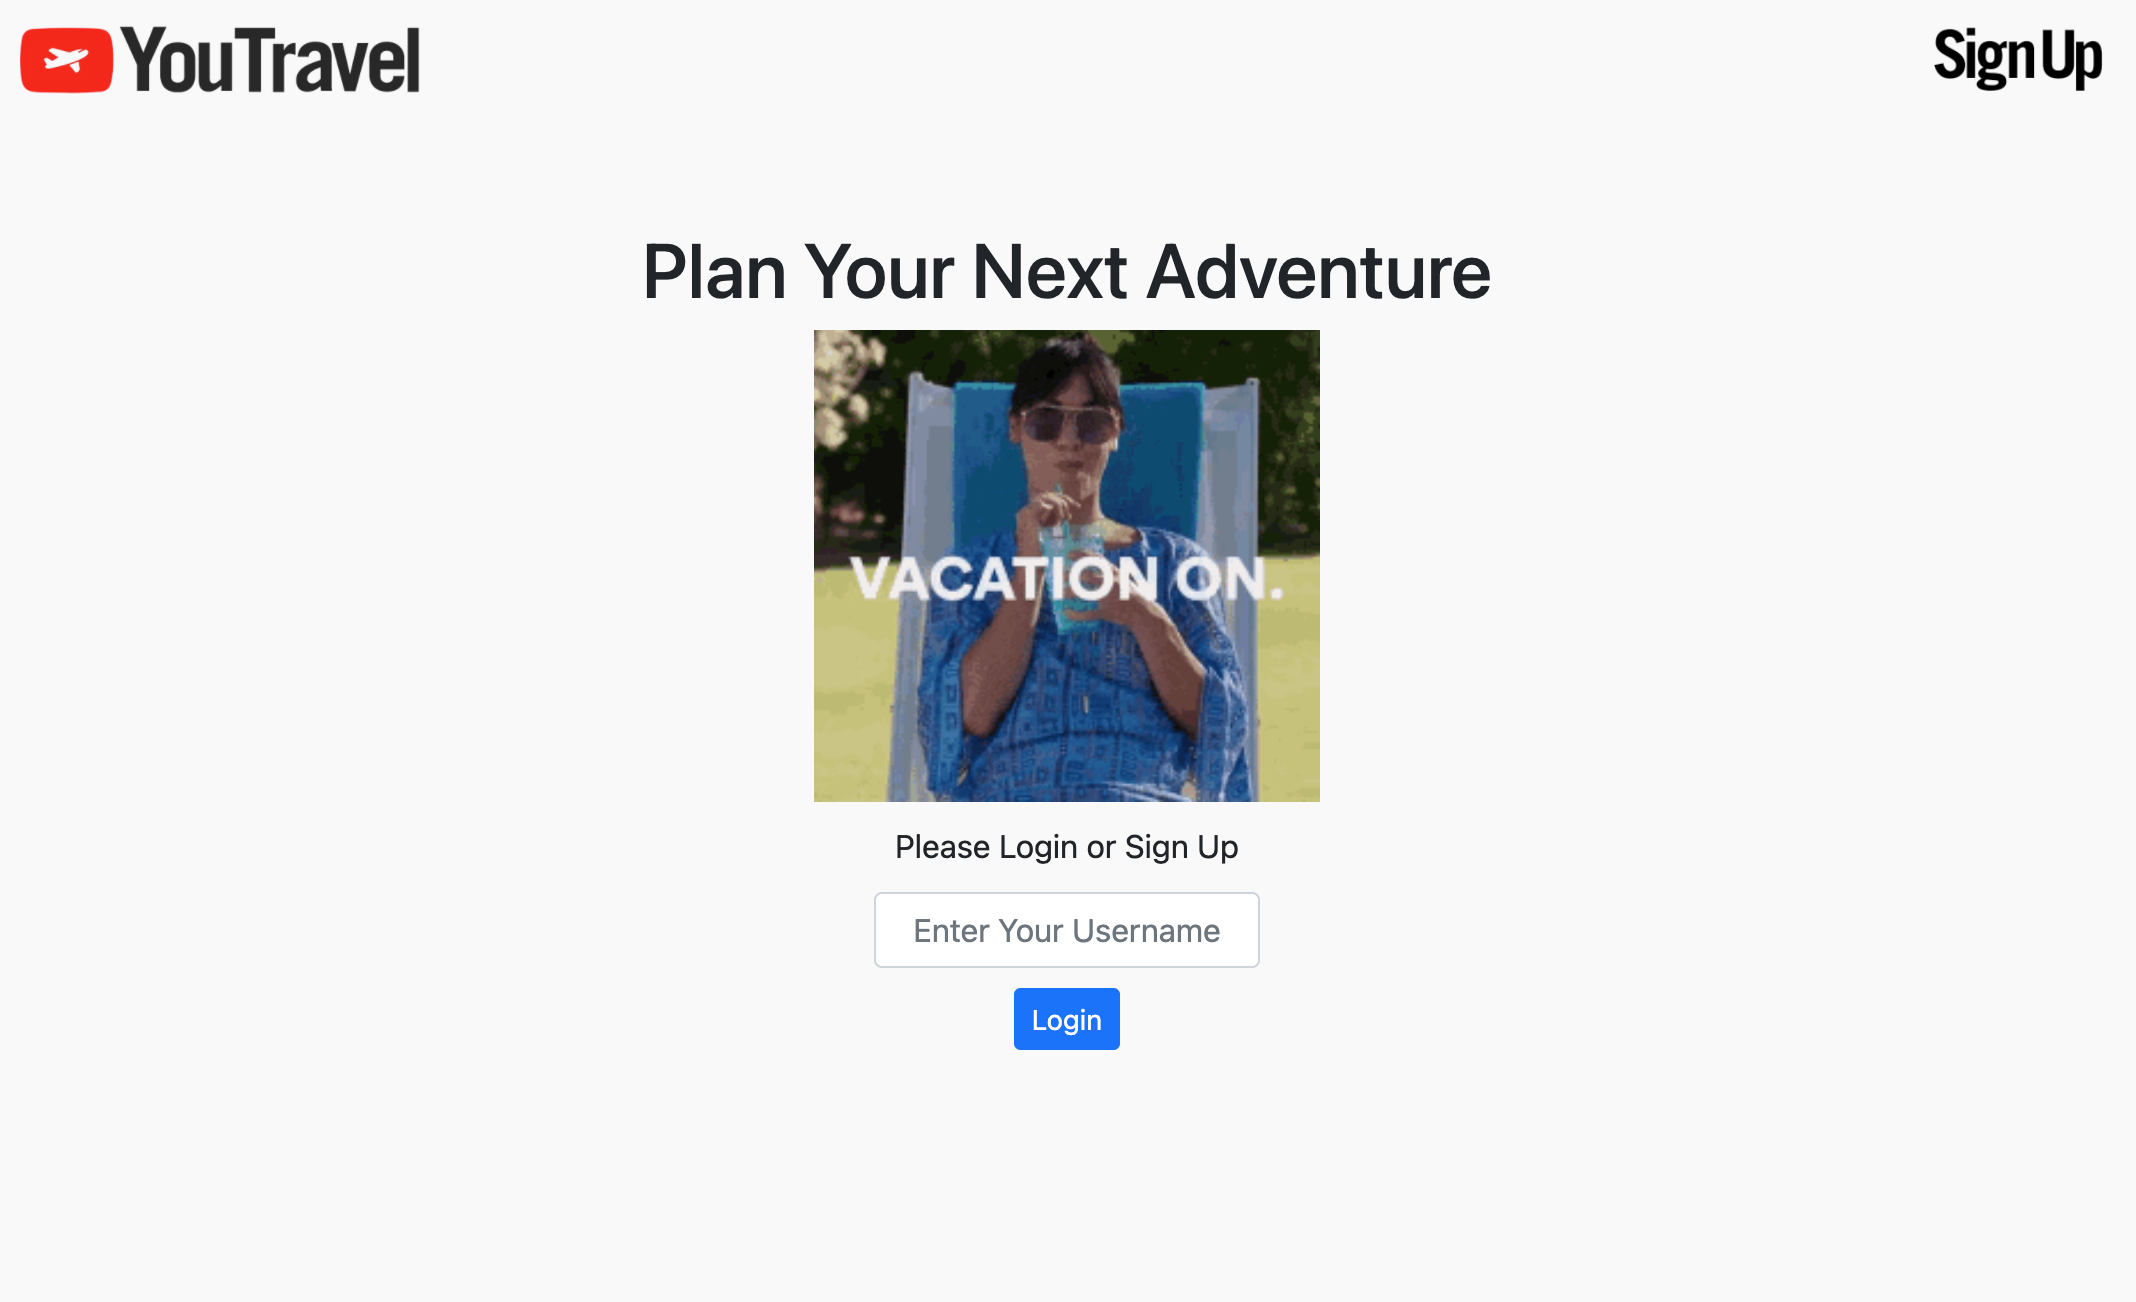 YouTravel
Sign Up
Plan Your Next Adventure
VACATION ON.
Please Login or Sign Up
Enter Your Username
Login